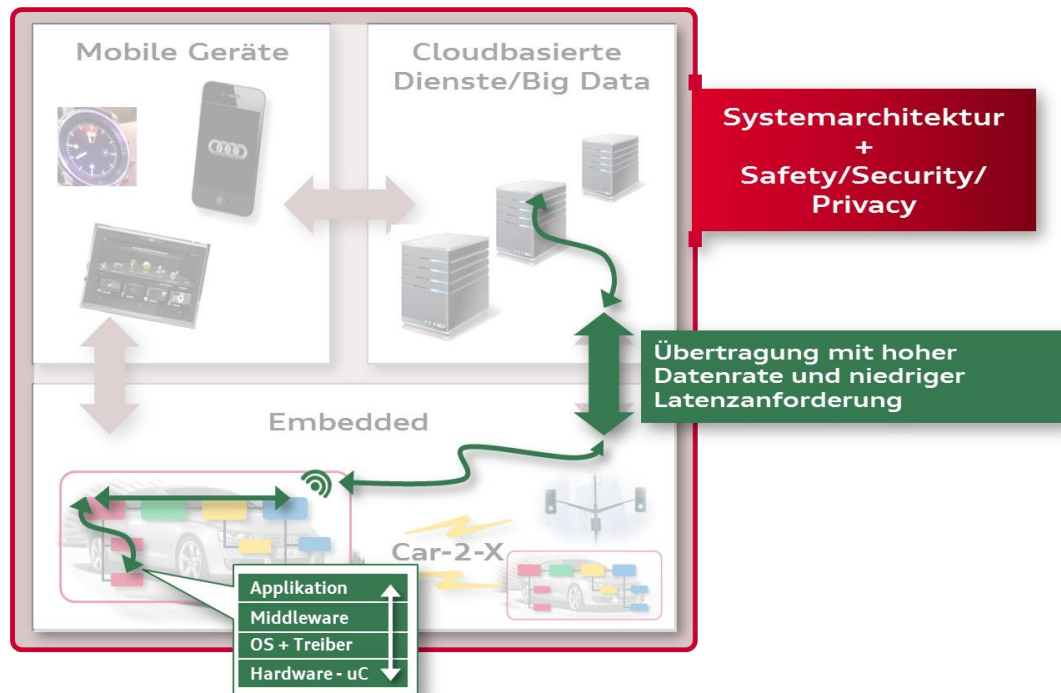 Mobile Geräte
Cloudbasierte
Dienste/Big Data
Systemarchitektur
+
Safety/Security/
Privacy
Übertragung mit hoher
Datenrate und niedriger
Latenzanforderung
Embedded
Car-2-X
Applikation
Middleware
OS + Treiber
Hardware - uC